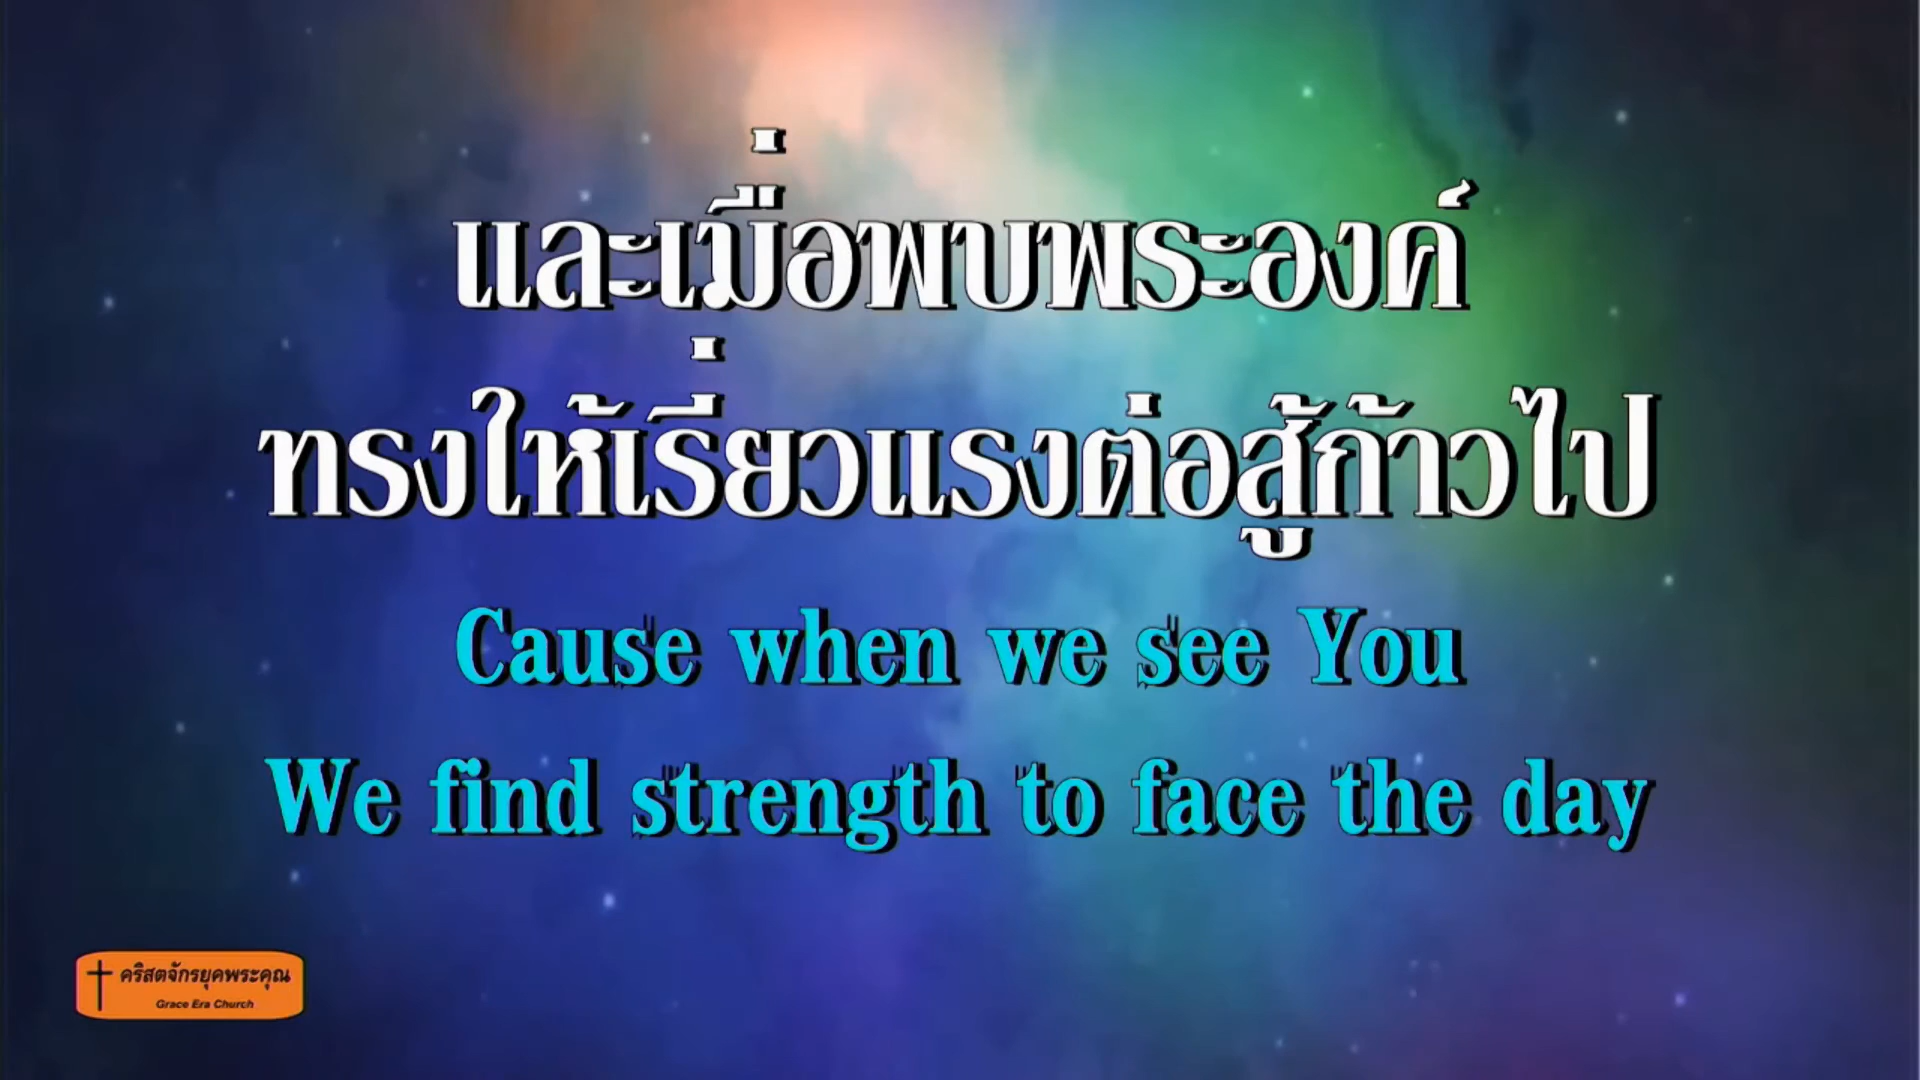 และเมื่อพบพระองค์
ทรงให้เรี่ยวแรงต่อสู้ก้าวไป
Cause when we see You
We find strength to face the day
คริสตจักรยุคพระคุณ
Grace Era Church